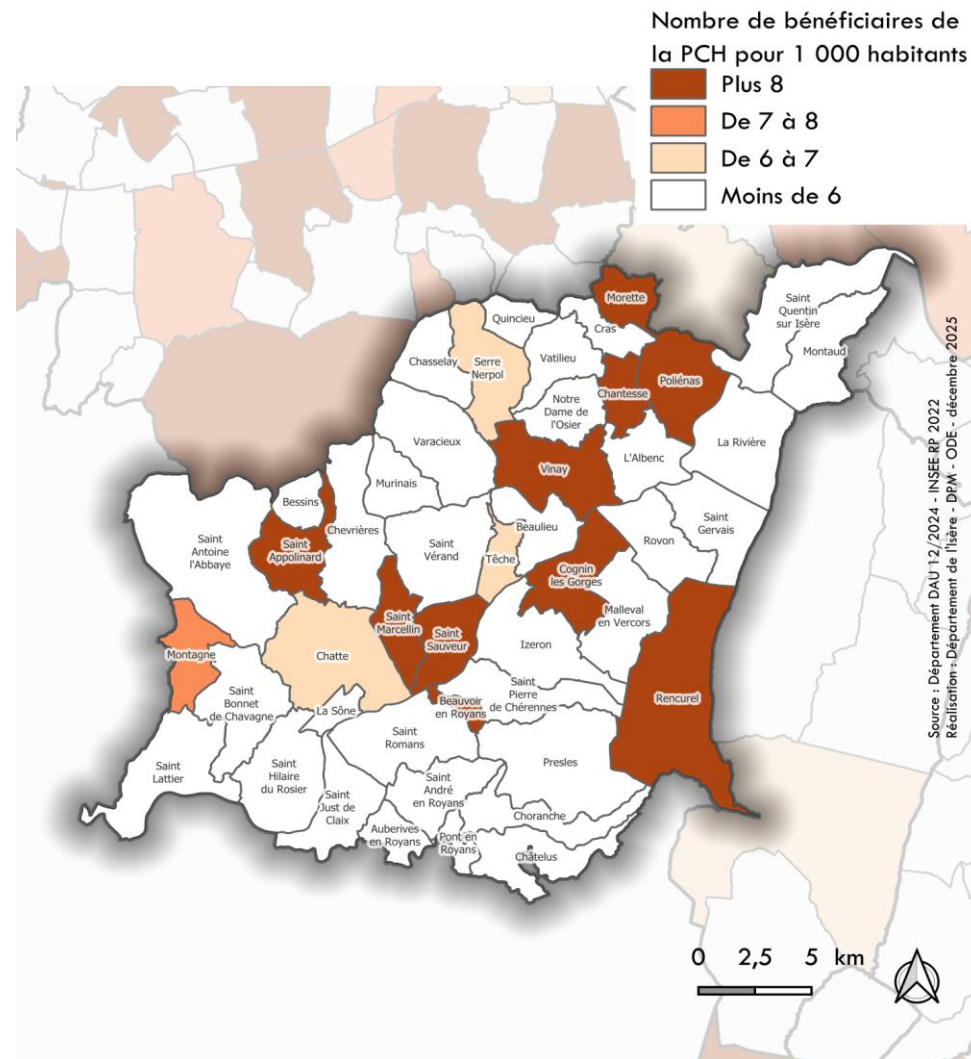 Nombre de bénéficiaires de
la PCH pour 1 000 habitants
Plus 8
De 7 à 8
De 6 à 7
Moins de 6
Morette
Saint
Quentin
sur Isère
Quincieu
Cras
Montaud
Chasselay
Serre
Nerpol
Vatilieu
Chantesse
Poliénas
Notre
Dame de
l'Osier
Varacieux
La Rivière
Vinay
L'Albenc
Murinais
Bessins
Chevrières
Beaulieu
Saint
Gervais
Saint
Antoine
l'Abbaye
Saint
Appolinard
Saint
Vérand
Rovon
Têche
Cognin
les Gorges
Malleval
en Vercors
Saint
Marcellin
Saint
Sauveur
Izeron
Montagne
Chatte
Saint
Bonnet
de Chavagne
La Sône
Beauvoir
en Royans
Saint
Pierre
de Chérennes
Rencurel
Saint
Romans
Presles
Saint
Lattier
Saint
Hilaire
du Rosier
Saint
Just de
Claix
Saint
André
en Royans
Choranche
Auberives
en Royans
Pont en
Royans
Châtelus
Source : Département DAU 12/2024 - INSEE RP 2022
Réalisation : Département de l'Isère - DPM - ODE - décembre 2025
0 2,5 5 km